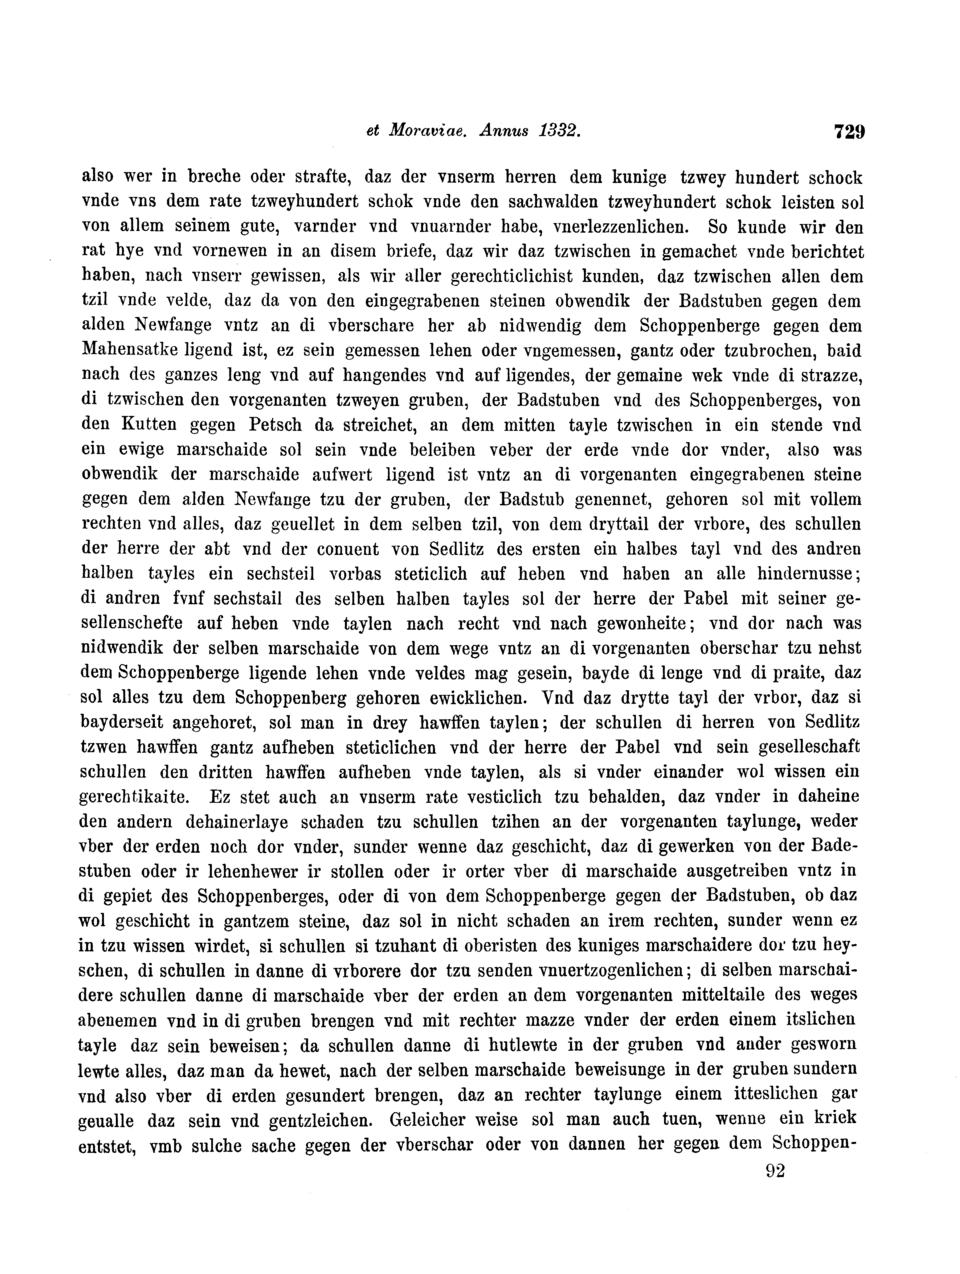 et Moraviae. Annus 1332. 729
also wer in breche oder strafte, daz der vnserm herren dem kunige tzwey hundert schock
vnde vns dem rate tzweyhundert schok vnde den sachwalden tzweyhundert schok leisten sol
von allem seinem gute, varnder vnd vnuarnder habe, vnerlezzenlichen. So kunde wir den
rat hye vnd vornewen in an disem briefe, daz wir daz tzwischen in gemachet vnde berichtet
haben, nach vnserr gewissen, als wir aller gerechticlichist kunden, daz tzwischen allen dem
tzil vnde velde, daz da von den eingegrabenen steinen obwendik der Badstuben gegen dem
alden Newfange vntz an di vberschare her ab nidwendig dem Schoppenberge gegen dem
Mahensatke ligend ist, ez sein gemessen lehen oder vngemessen, gantz oder tzubrochen, baid
nach des ganzes leng vnd auf hangendes vnd auf ligendes, der gemaine wek vnde di strazze,
di tzwischen den vorgenanten tzweyen gruben, der Badstuben vnd des Schoppenberges, von
den Kutten gegen Petsch da streichet, an dem mitten tayle tzwischen in ein stende vnd
ein ewige marschaide sol sein vnde beleiben veber der erde vnde dor vnder, also was
obwendik der marschaide aufwert ligend ist vntz an di vorgenanten eingegrabenen steine
gegen dem alden Newfange tzu der gruben, der Badstub genennet, gehoren sol mit vollem
rechten vnd alles, daz geuellet in dem selben tzil, von dem dryttail der vrbore, des schullen
der herre der abt vnd der conuent von Sedlitz des ersten ein halbes tayl vnd des andren
halben tayles ein sechsteil vorbas steticlich auf heben vnd haben an alle hindernusse;
di andren fvnf sechstail des selben halben tayles sol der herre der Pabel mit seiner ge-
sellenschefte auf heben vnde taylen nach recht vnd nach gewonheite; vnd dor nach was
nidwendik der selben marschaide von dem wege vntz an di vorgenanten oberschar tzu nehst
dem Schoppenberge ligende lehen vnde veldes mag gesein, bayde di lenge vnd di praite, daz
sol alles tzu dem Schoppenberg gehoren ewicklichen. Vnd daz drytte tayl der vrbor, daz si
bayderseit angehoret, sol man in drey hawffen taylen; der schullen di herren von Sedlitz
tzwen hawffen gantz aufheben steticlichen vnd der herre der Pabel vnd sein geselleschaft
schullen den dritten hawffen aufheben vnde taylen, als si vnder einander wol wissen ein
gerechtikaite. Ez stet auch an vnserm rate vesticlich tzu behalden, daz vnder in daheine
den andern dehainerlaye schaden tzu schullen tzihen an der vorgenanten taylunge, weder
vber der erden noch dor vnder, sunder wenne daz geschicht, daz di gewerken von der Bade-
stuben oder ir lehenhewer ir stollen oder ir orter vber di marschaide ausgetreiben vntz in
di gepiet des Schoppenberges, oder di von dem Schoppenberge gegen der Badstuben, ob daz
wol geschicht in gantzem steine, daz sol in nicht schaden an irem rechten, sunder wenn ez
in tzu wissen wirdet, si schullen si tzuhant di oberisten des kuniges marschaidere dor tzu hey-
schen, di schullen in danne di vrborere dor tzu senden vnuertzogenlichen; di selben marschai-
dere schullen danne di marschaide vber der erden an dem vorgenanten mitteltaile des weges
abenemen vnd in di gruben brengen vnd mit rechter mazze vnder der erden einem itslichen
tayle daz sein beweisen; da schullen danne di hutlewte in der gruben vnd ander gesworn
lewte alles, daz man da hewet, nach der selben marschaide beweisunge in der gruben sundern
vnd also vber di erden gesundert brengen, daz an rechter taylunge einem itteslichen gar
geualle daz sein vnd gentzleichen. Geleicher weise sol man auch tuen, wenne ein kriek
entstet, vmb sulche sache gegen der vberschar oder von dannen her gegen dem Schoppen-
92